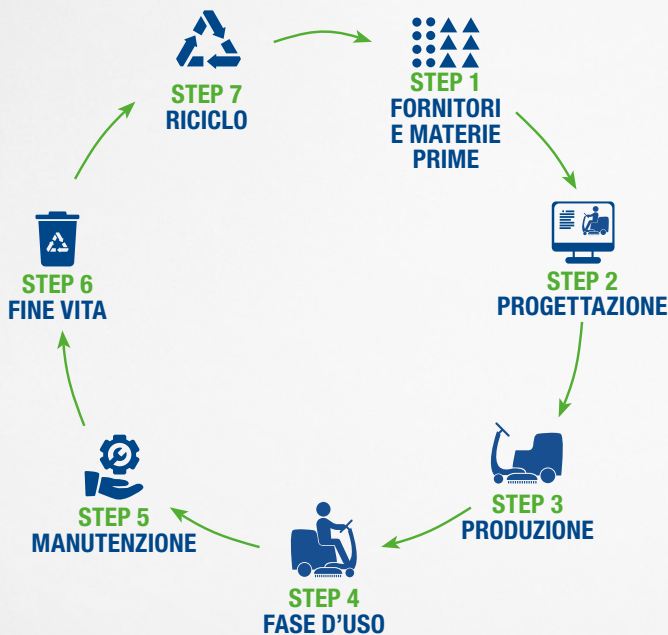 STEP 1
FORNITORI
E MATERIE
PRIME
STEP 2
PROGETTAZIONE
STEP 3
PRODUZIONE
STEP 4
FASE D'USO
STEP 5
MANUTENZIONE
STEP 6
FINE VITA
STEP 7
RICICLO